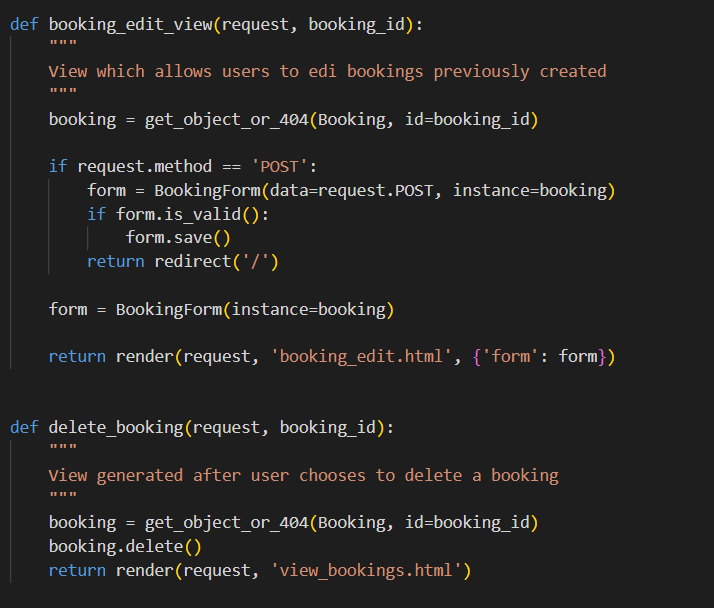 def booking_edit_view(request, booking_id):
    """
    View which allows users to edi bookings previously created
    """
    booking = get_object_or_404(Booking, id=booking_id)
    if request.method == 'POST':
        form = BookingForm(data=request.POST, instance=booking)
        if form.is_valid():
            form.save()
        return redirect('/')
    form = BookingForm(instance=booking)
    return render(request, 'booking_edit.html', {'form': form})
def delete_booking(request, booking_id):
    """
    View generated after user chooses to delete a booking
    """
    booking = get_object_or_404(Booking, id=booking_id)
    booking.delete()
    return render(request, 'view_bookings.html')